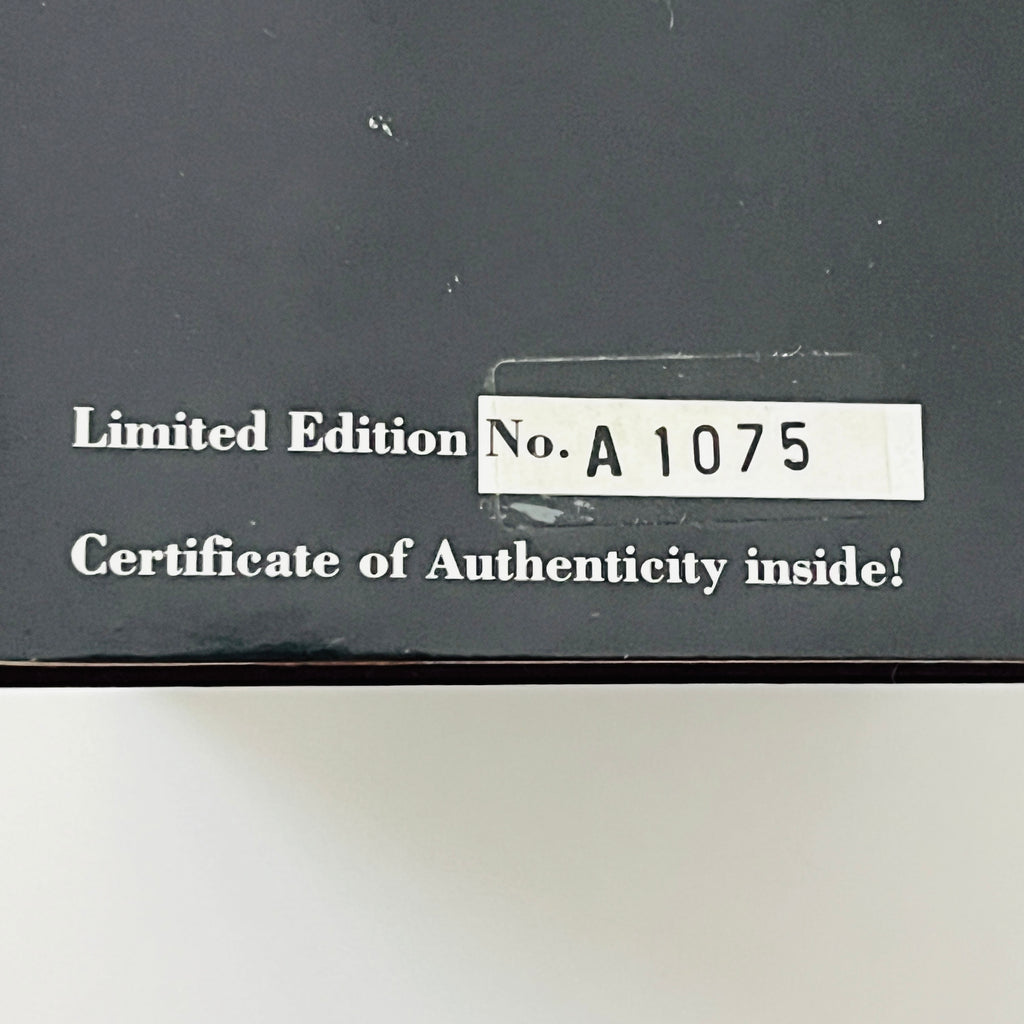 Limited Edition No. A 1075
Certificate of Authenticity inside!